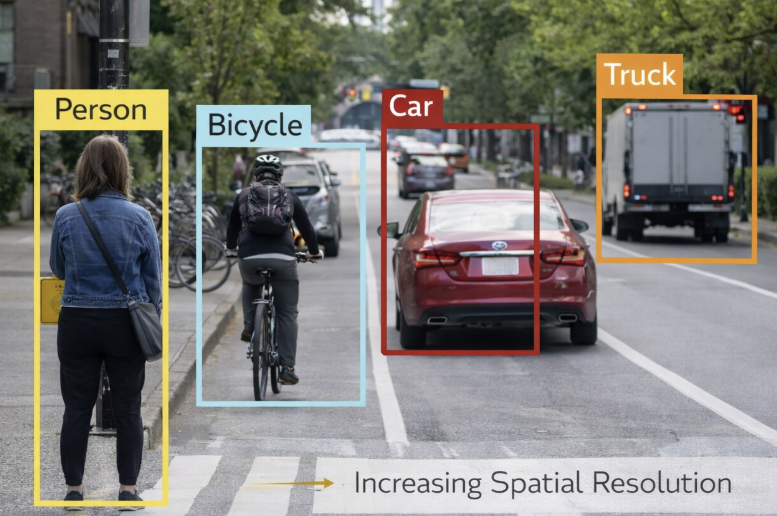 Person
Bicycle
Car
Truck
Increasing Spatial Resolution